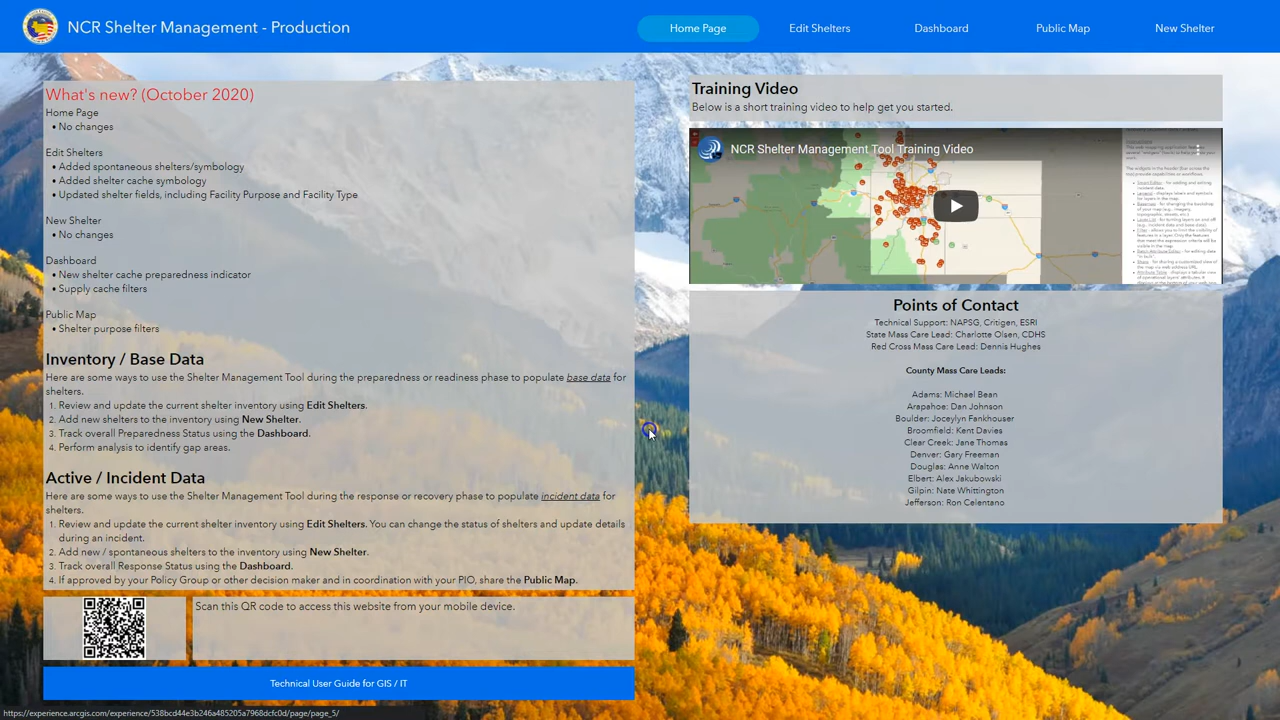 NCR Shelter Management - Production
Home Page
Edit Shelters
Dashboard
Public Map
New Shelter
What's new? (October 2020)
Home Page
• No changes
Edit Shelters
• Added spontaneous shelters/symbology
• Added shelter cache symbology
• Updated shelter fields, including Facility Purpose and Facility Type
New Shelter
• No changes
Dashboard
• New shelter cache preparedness indicator
• Supply cache filters
Public Map
• Shelter purpose filters
Inventory / Base Data
Here are some ways to use the Shelter Management Tool during the preparedness or readiness phase to populate base data for
shelters.
1. Review and update the current shelter inventory using Edit Shelters.
2. Add new shelters to the inventory using New Shelter.
3. Track overall Preparedness Status using the Dashboard.
4. Perform analysis to identify gap areas.
Active / Incident Data
Here are some ways to use the Shelter Management Tool during the response or recovery phase to populate incident data for
shelters.
1. Review and update the current shelter inventory using Edit Shelters. You can change the status of shelters and update details
during an incident.
2. Add new / spontaneous shelters to the inventory using New Shelter.
3. Track overall Response Status using the Dashboard.
4. If approved by your Policy Group or other decision maker and in coordination with your PIO, share the Public Map.
Scan this QR code to access this website from your mobile device.
Technical User Guide for GIS / IT
Training Video
Below is a short training video to help get you started.
NCR Shelter Management Tool Training Video
Points of Contact
Technical Support: NAPSG, Critigen, ESRI
State Mass Care Lead: Charlotte Olsen, CDHS
Red Cross Mass Care Lead: Dennis Hughes
County Mass Care Leads:
Adams: Michael Bean
Arapahoe: Dan Johnson
Boulder: Joceylyn Fankhouser
Broomfield: Kent Davies
Clear Creek: Jane Thomas
Denver: Gary Freeman
Douglas: Anne Walton
Elbert: Alex Jakubowski
Gilpin: Nate Whittington
Jefferson: Ron Celentano
https://experience.arcgis.com/experience/538bcd44e3b246a485205a7968dcfc0d/page/page_5/